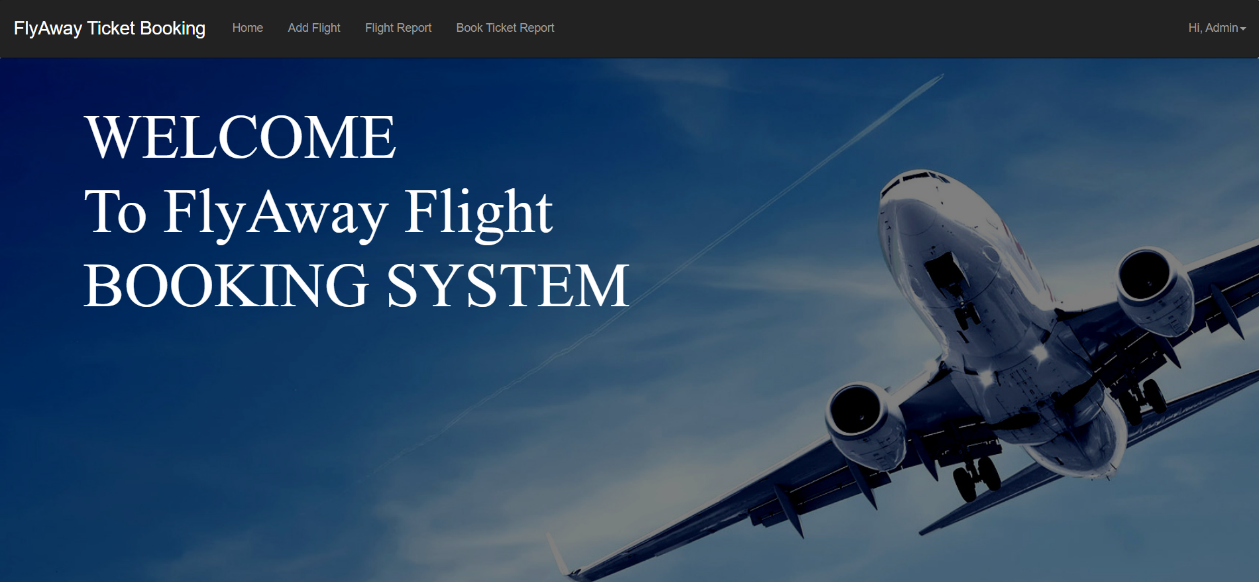 FlyAway Ticket Booking Home Add Flight Flight Report Book Ticket Report Hi, Admin
WELCOME
To FlyAway Flight
BOOKING SYSTEM